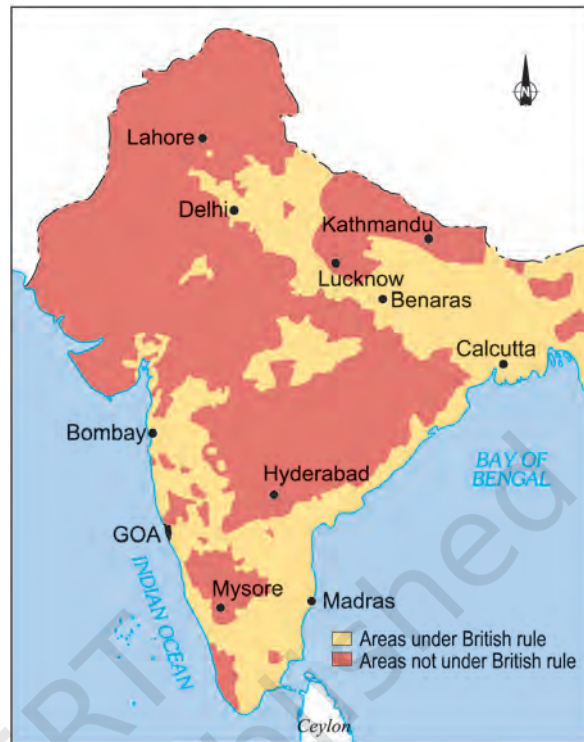 N
Lahore
Delhi
Kathmandu
Lucknow
Benaras
Calcutta
Bombay
Hyderabad
BAY OF
BENGAL
GOA
INDIAN OCEAN
Mysore
Madras
Areas under British rule
Areas not under British rule
Ceylon